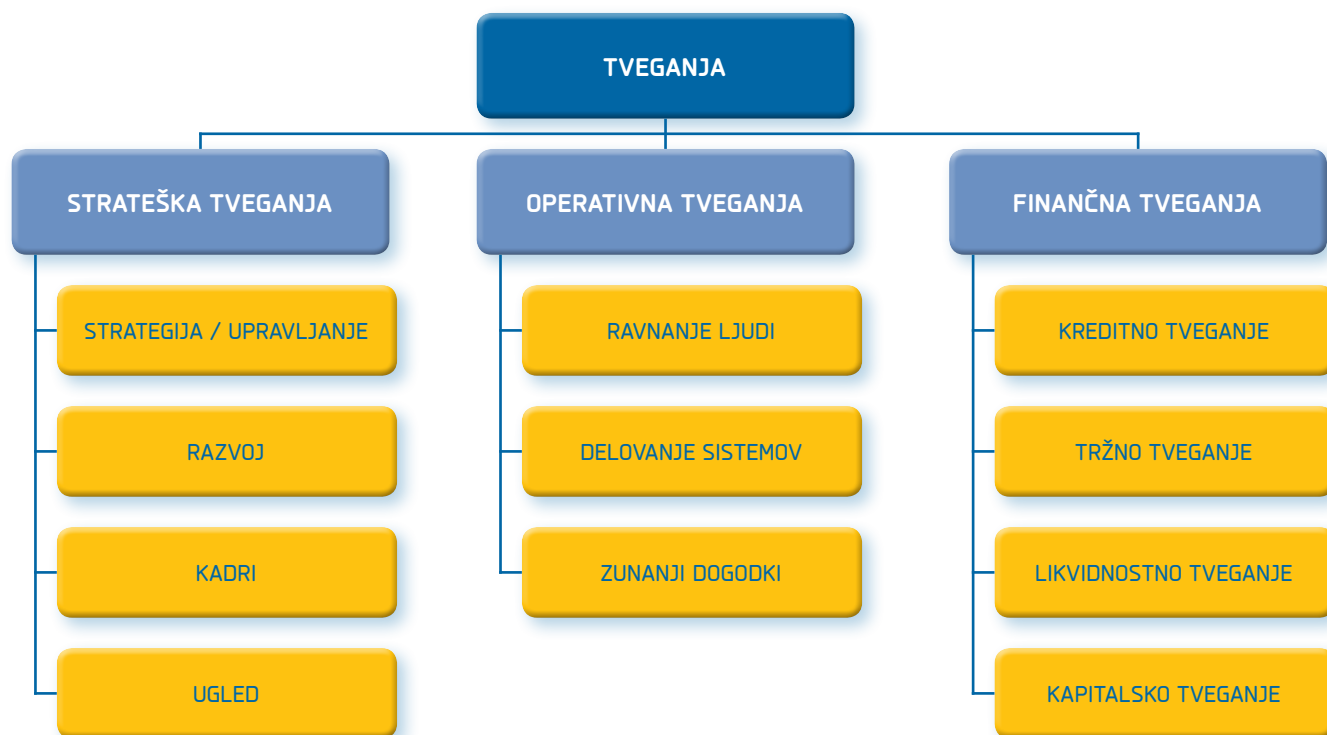 TVEGANJA
STRATEŠKA TVEGANJA
STRATEGIJA / UPRAVLJANJE
RAZVOJ
KADRI
UGLED
OPERATIVNA TVEGANJA
RAVNANJE LJUDI
DELOVANJE SISTEMOV
ZUNANJI DOGODKI
FINANČNA TVEGANJA
KREDITNO TVEGANJE
TRŽNO TVEGANJE
LIKVIDNOSTNO TVEGANJE
KAPITALSKO TVEGANJE